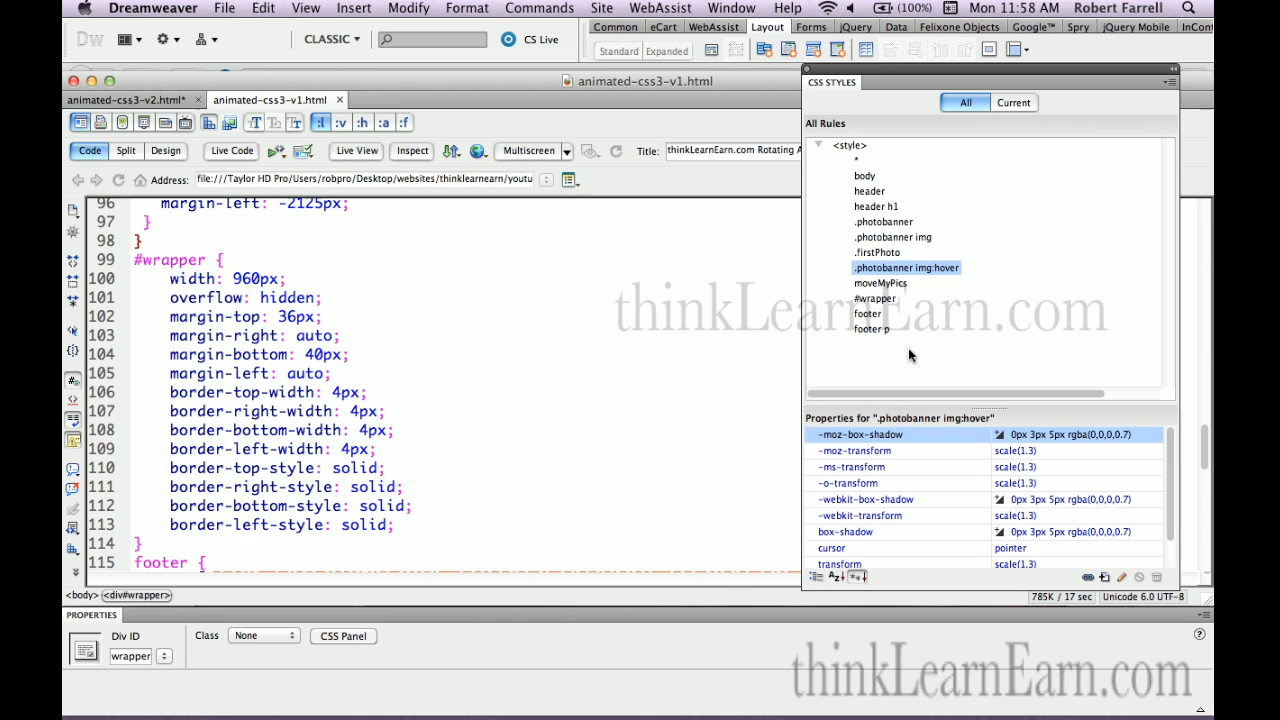 Dreamweaver File Edit View Insert Modify Format Commands Site WebAssist Window Help (100%) Mon 11:58 AM Robert Farrell
Common eCart WebAssist Layout Forms jQuery Data Felixone Objects Google™ Spry jQuery Mobile InCont
Dw CLASSIC CS Live
Standard Expanded
animated-css3-v1.html
CSS STYLES
animated-css3-v2.html* animated-css3-v1.html
All Current
:l :v :h :a :f
All Rules
Code Split Design Live Code Live View Inspect Multiscreen Title: thinkLearnEarn.com Rotating A
Address: file:///Taylor HD Pro/Users/robpro/Desktop/websites/thinklearnearn/youtu
<style>
*
body
header
header h1
.photobanner
.photobanner img
.firstPhoto
.photobanner img:hover
moveMyPics
#wrapper
footer
footer p
96 margin-left: -2125px;
97 }
98 }
99 #wrapper {
100 width: 960px;
101 overflow: hidden;
102 margin-top: 36px;
103 margin-right: auto;
104 margin-bottom: 40px;
105 margin-left: auto;
106 border-top-width: 4px;
107 border-right-width: 4px;
108 border-bottom-width: 4px;
109 border-left-width: 4px;
110 border-top-style: solid;
111 border-right-style: solid;
112 border-bottom-style: solid;
113 border-left-style: solid;
114 }
115 footer {
thinkLearnEarn.com
Properties for ".photobanner img:hover"
-moz-box-shadow 0px 3px 5px rgba(0,0,0,0.7)
-moz-transform scale(1.3)
-ms-transform scale(1.3)
-o-transform scale(1.3)
-webkit-box-shadow 0px 3px 5px rgba(0,0,0,0.7)
-webkit-transform scale(1.3)
box-shadow 0px 3px 5px rgba(0,0,0,0.7)
cursor pointer
transform scale(1.3)
<body> <div#wrapper> 785K / 17 sec Unicode 6.0 UTF-8
PROPERTIES
Div ID Class None CSS Panel
wrapper
thinkLearnEarn.com